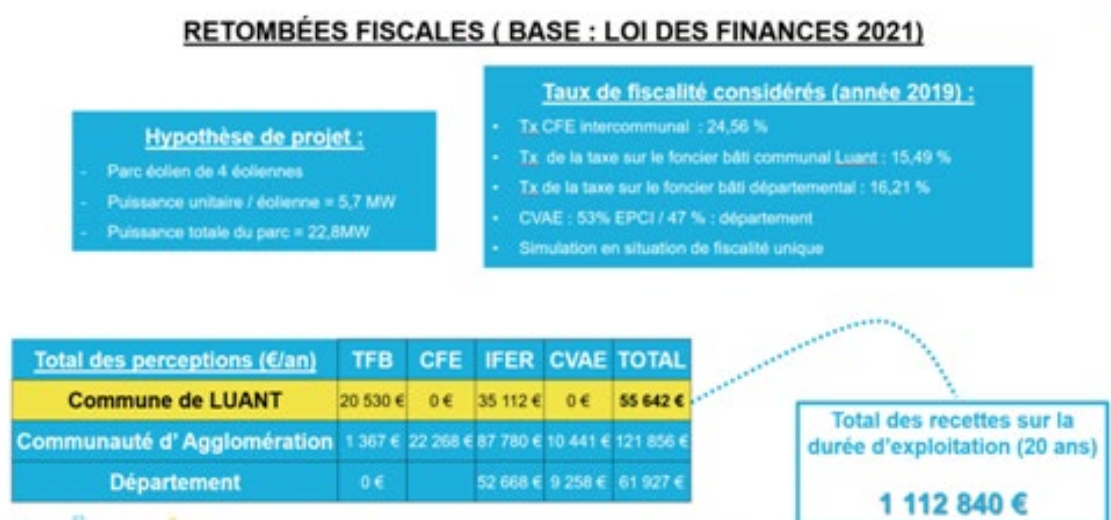 RETOMBÉES FISCALES ( BASE : LOI DES FINANCES 2021)
Hypothèse de projet :
- Parc éolien de 4 éoliennes
- Puissance unitaire / éolienne = 5,7 MW
- Puissance totale du parc = 22,8MW
Taux de fiscalité considérés (année 2019) :
• Tx CFE intercommunal : 24,56 %
• Tx de la taxe sur le foncier bâti communal Luant : 15,49 %
• Tx de la taxe sur le foncier bâti départemental : 16,21 %
• CVAE : 53% EPCI / 47 % : département
• Simulation en situation de fiscalité unique
Total des perceptions (€/an) TFB CFE IFER CVAE TOTAL
Commune de LUANT 20 530 € 0 € 35 112 € 0 € 55 642 €
Communauté d' Agglomération 1 367 € 22 268 € 87 780 € 10 441 € 121 856 €
Département 0 € 52 668 € 9 258 € 61 927 €
Total des recettes sur la
durée d'exploitation (20 ans)
1 112 840 €